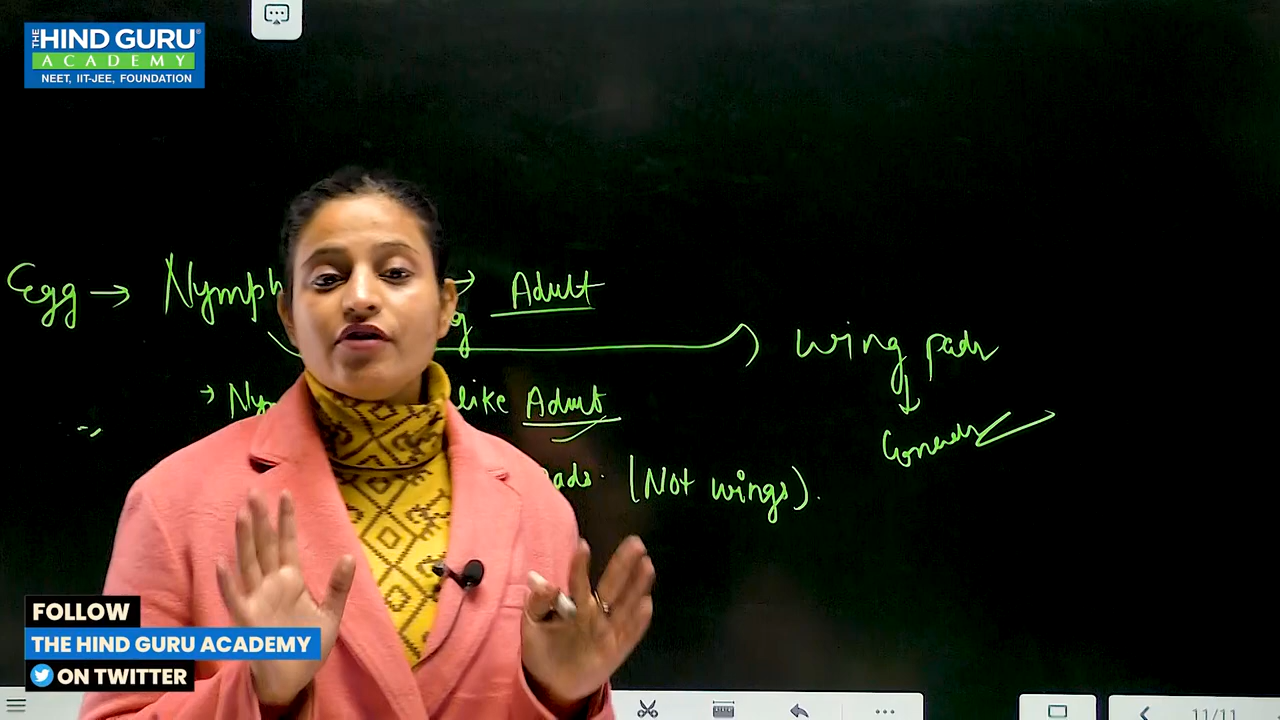 THE HIND GURU®
ACADEMY
NEET, IIT-JEE, FOUNDATION
Egg → Nymph → Adult
wing pads
→ like Adult
(Not wings).
FOLLOW
THE HIND GURU ACADEMY
ON TWITTER
11/11